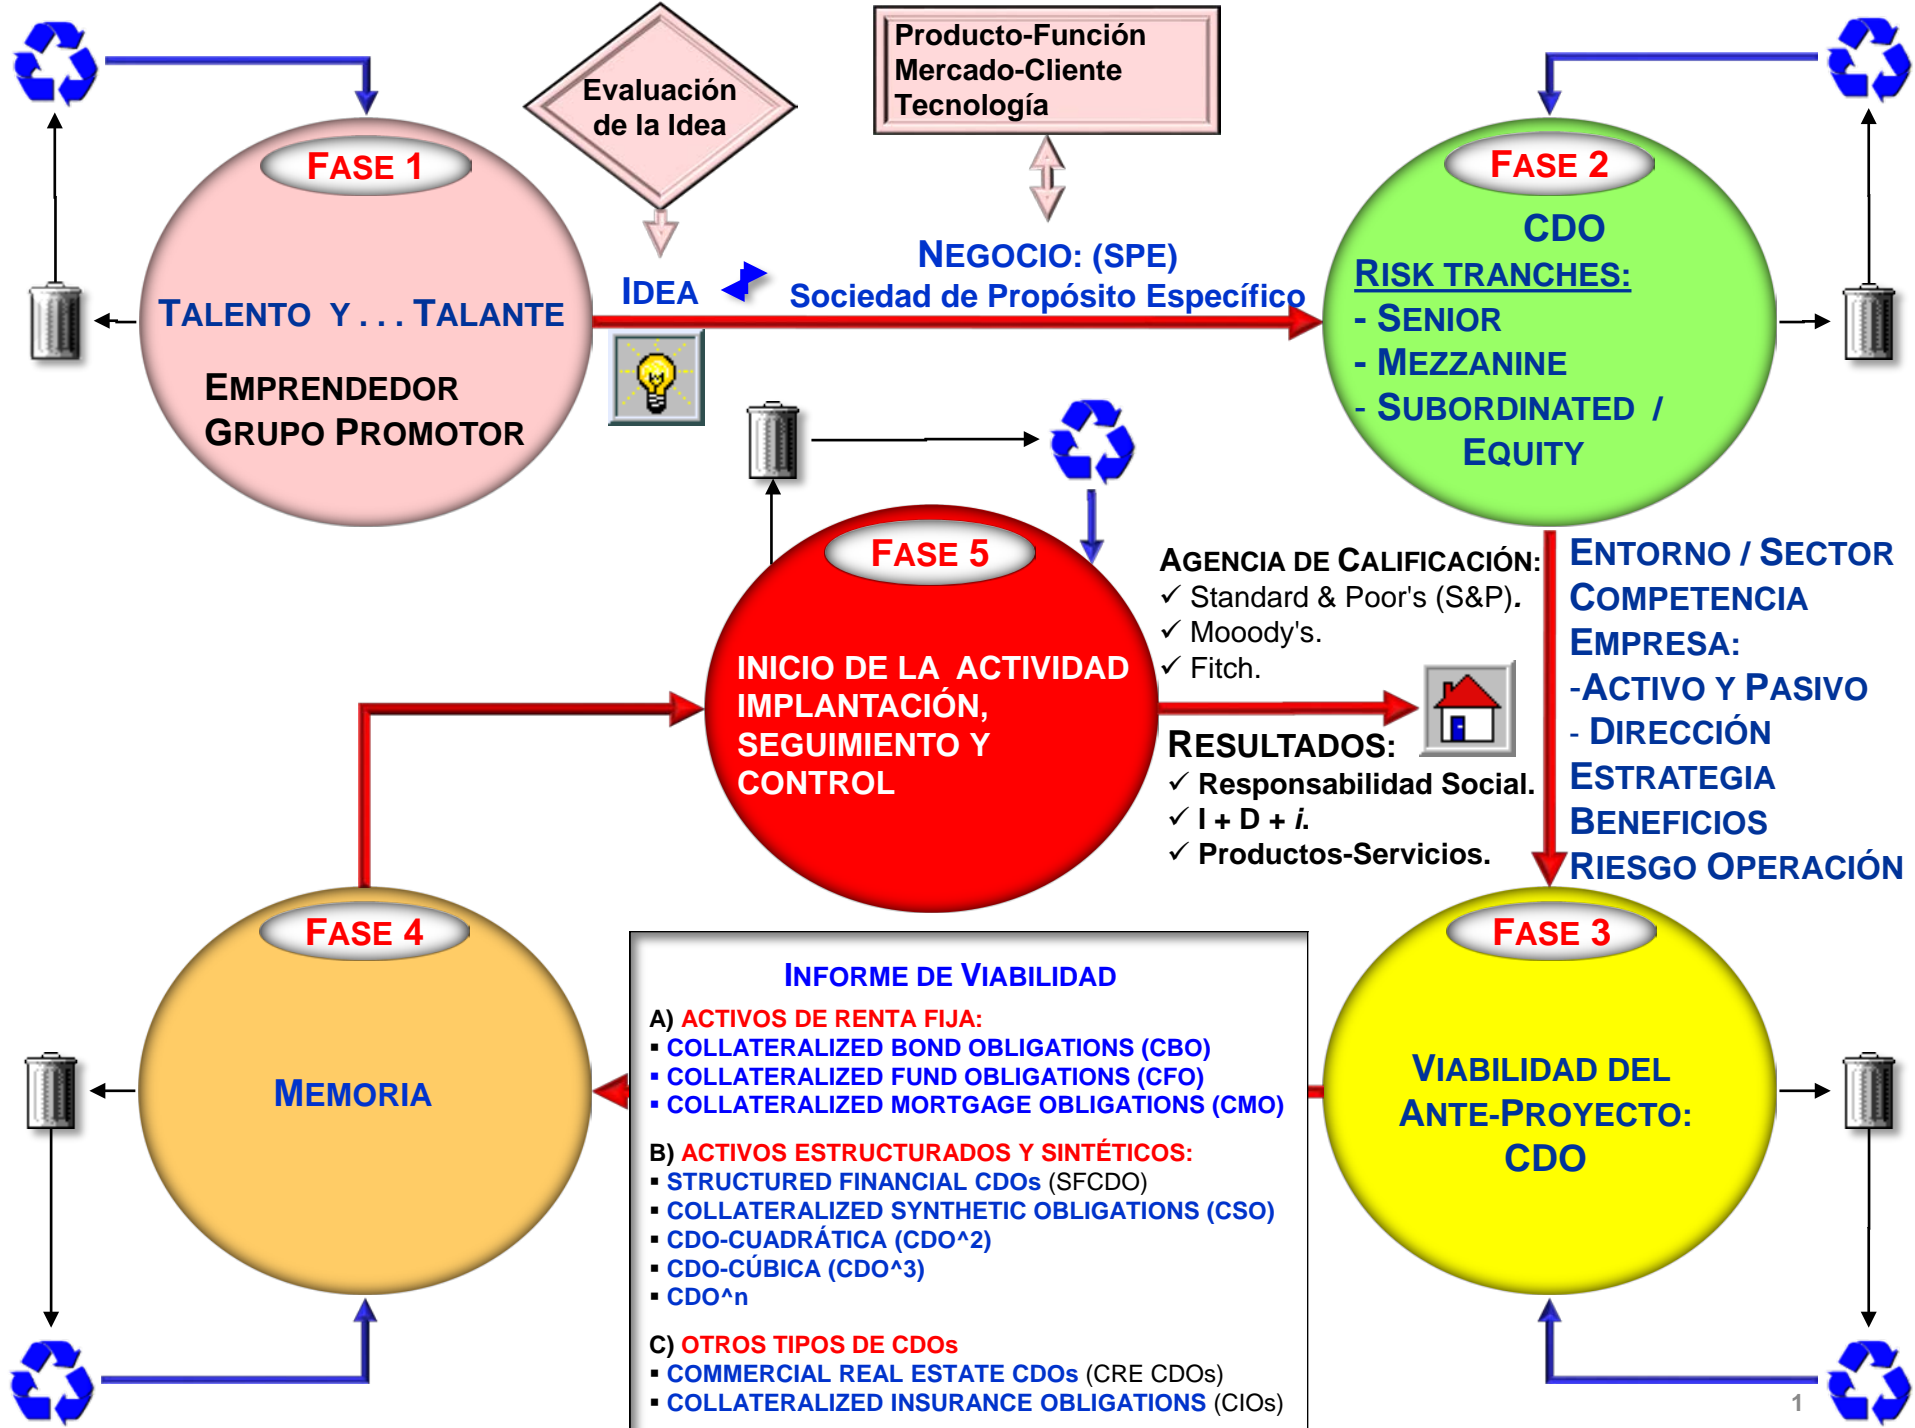 Evaluación
de la Idea
Producto-Función
Mercado-Cliente
Tecnología
FASE 1
TALENTO Y . . . TALANTE
EMPRENDEDOR
GRUPO PROMOTOR
IDEA
NEGOCIO: (SPE)
Sociedad de Propósito Específico
FASE 2
CDO
RISK TRANCHES:
- SENIOR
- MEZZANINE
- SUBORDINATED /
EQUITY
FASE 5
INICIO DE LA ACTIVIDAD
IMPLANTACIÓN,
SEGUIMIENTO Y
CONTROL
AGENCIA DE CALIFICACIÓN:
✓ Standard & Poor's (S&P).
✓ Mooody's.
✓ Fitch.
RESULTADOS:
✓ Responsabilidad Social.
✓ I + D + i.
✓ Productos-Servicios.
ENTORNO / SECTOR
COMPETENCIA
EMPRESA:
-ACTIVO Y PASIVO
- DIRECCIÓN
ESTRATEGIA
BENEFICIOS
RIESGO OPERACIÓN
FASE 4
MEMORIA
INFORME DE VIABILIDAD
A) ACTIVOS DE RENTA FIJA:
▪ COLLATERALIZED BOND OBLIGATIONS (CBO)
▪ COLLATERALIZED FUND OBLIGATIONS (CFO)
▪ COLLATERALIZED MORTGAGE OBLIGATIONS (CMO)
B) ACTIVOS ESTRUCTURADOS Y SINTÉTICOS:
▪ STRUCTURED FINANCIAL CDOs (SFCDO)
▪ COLLATERALIZED SYNTHETIC OBLIGATIONS (CSO)
▪ CDO-CUADRÁTICA (CDO^2)
▪ CDO-CÚBICA (CDO^3)
▪ CDO^n
C) OTROS TIPOS DE CDOs
▪ COMMERCIAL REAL ESTATE CDOs (CRE CDOs)
▪ COLLATERALIZED INSURANCE OBLIGATIONS (CIOs)
FASE 3
VIABILIDAD DEL
ANTE-PROYECTO:
CDO
1